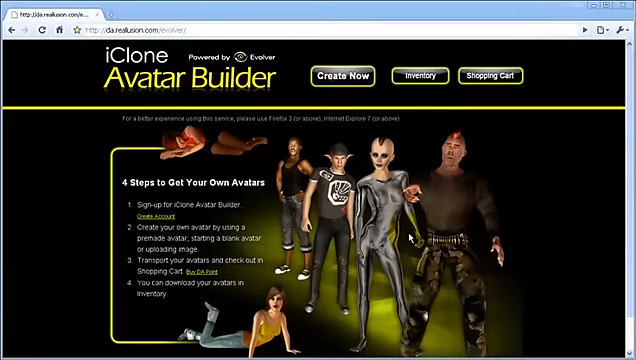 http://da.reallusion.com/e...
http://da.reallusion.com/evolver/
iClone
Powered by Evolver
Avatar Builder
Create Now
Inventory
Shopping Cart
For a better experience using this service, please use Firefox 3 (or above), Internet Explore 7 (or above)
4 Steps to Get Your Own Avatars
1. Sign-up for iClone Avatar Builder.
Create Account
2. Create your own avatar by using a
premade avatar, starting a blank avatar
or uploading image.
3. Transport your avatars and check out in
Shopping Cart. Buy DA Point
4. You can download your avatars in
Inventory.